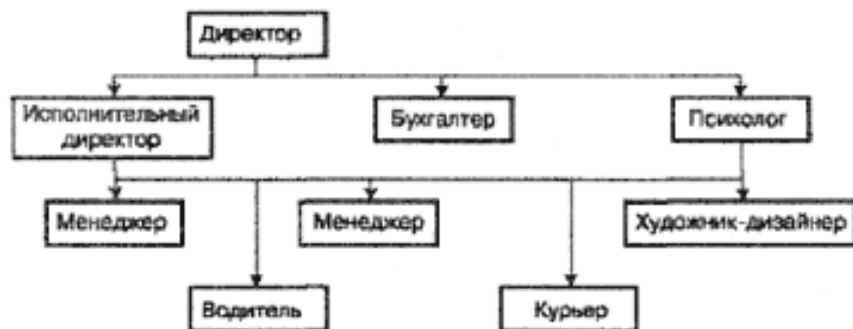 Директор
Исполнительный
директор
Бухгалтер
Психолог
Менеджер
Менеджер
Художник-дизайнер
Водитель
Курьер